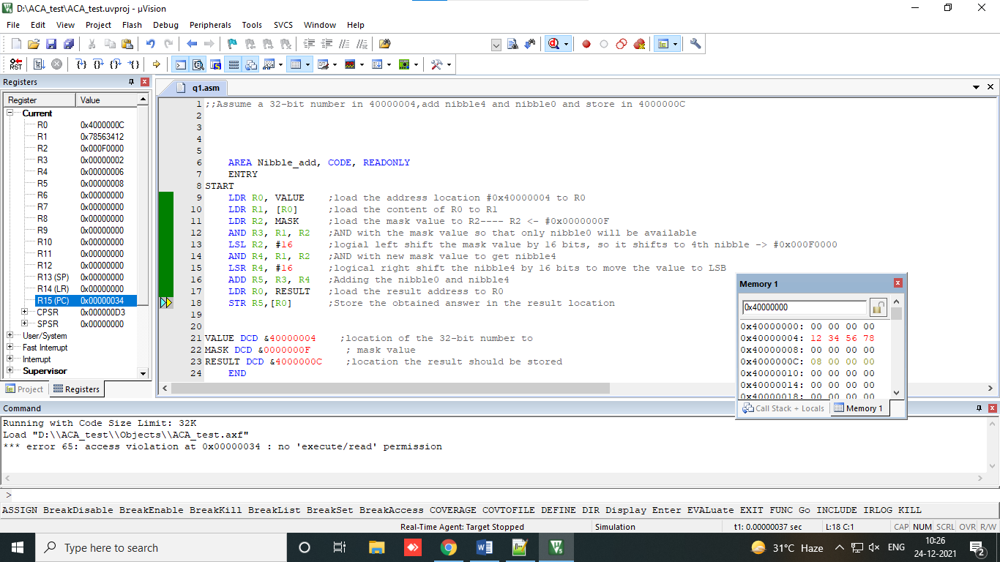 D:\ACA_test\ACA_test.uvproj - µVision
File Edit View Project Flash Debug Peripherals Tools SVCS Window Help
RST
Registers
Register Value
Current
R0 0x4000000C
R1 0x78563412
R2 0x000F0000
R3 0x00000002
R4 0x00000006
R5 0x00000008
R6 0x00000000
R7 0x00000000
R8 0x00000000
R9 0x00000000
R10 0x00000000
R11 0x00000000
R12 0x00000000
R13 (SP) 0x00000000
R14 (LR) 0x00000000
R15 (PC) 0x00000034
CPSR 0x000000D3
SPSR 0x00000000
User/System
Fast Interrupt
Interrupt
Supervisor
Project Registers
q1.asm
1 ;;Assume a 32-bit number in 40000004,add nibble4 and nibble0 and store in 4000000C
2
3
4
5
6 AREA Nibble_add, CODE, READONLY
7 ENTRY
8 START
9 LDR R0, VALUE ;load the address location #0x40000004 to R0
10 LDR R1, [R0] ;load the content of R0 to R1
11 LDR R2, MASK ;load the mask value to R2---- R2 <- #0x0000000F
12 AND R3, R1, R2 ;AND with the mask value so that only nibble0 will be available
13 LSL R2, #16 ;logial left shift the mask value by 16 bits, so it shifts to 4th nibble -> #0x000F0000
14 AND R4, R1, R2 ;AND with new mask value to get nibble4
15 LSR R4, #16 ;logical right shift the nibble4 by 16 bits to move the value to LSB
16 ADD R5, R3, R4 ;Adding the nibble0 and nibble4
17 LDR R0, RESULT ;load the result address to R0
18 STR R5,[R0] ;Store the obtained answer in the result location
19
20
21 VALUE DCD &40000004 ;location of the 32-bit number to
22 MASK DCD &0000000F ; mask value
23 RESULT DCD &4000000C ;location the result should be stored
24 END
Memory 1
0x40000000
0x40000000: 00 00 00 00
0x40000004: 12 34 56 78
0x40000008: 00 00 00 00
0x4000000C: 08 00 00 00
0x40000010: 00 00 00 00
0x40000014: 00 00 00 00
0x40000018: 00 00 00 00
Call Stack + Locals Memory 1
Command
Running with Code Size Limit: 32K
Load "D:\\ACA_test\\Objects\\ACA_test.axf"
*** error 65: access violation at 0x00000034 : no 'execute/read' permission
>
ASSIGN BreakDisable BreakEnable BreakKill BreakList BreakSet BreakAccess COVERAGE COVTOFILE DEFINE DIR Display Enter EVALuate EXIT FUNC Go INCLUDE IRLOG KILL
Real-Time Agent: Target Stopped Simulation t1: 0.00000037 sec L:18 C:1 CAP NUM SCRL OVR R/W
Type here to search
31°C Haze ENG
10:26
24-12-2021
2